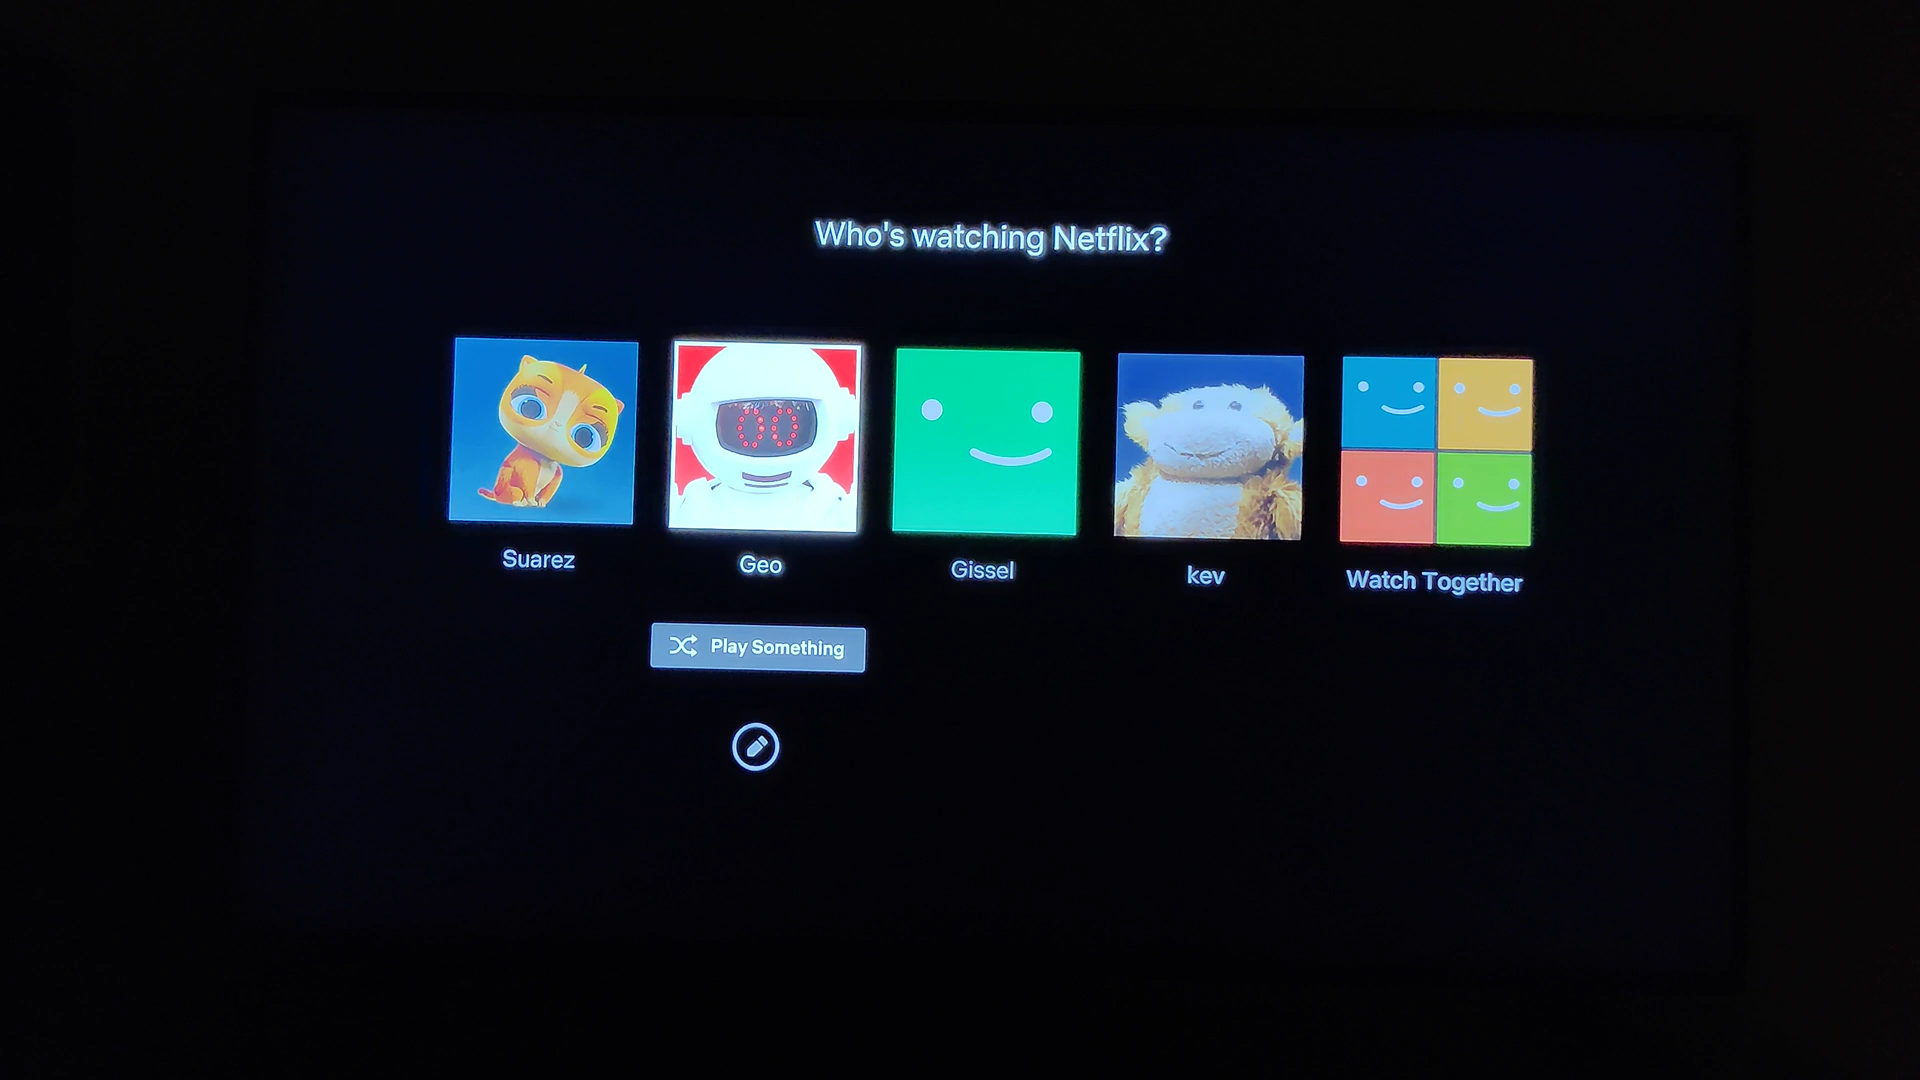 Who's watching Netflix?
Suarez
Geo
Gissel
kev
Watch Together
Play Something